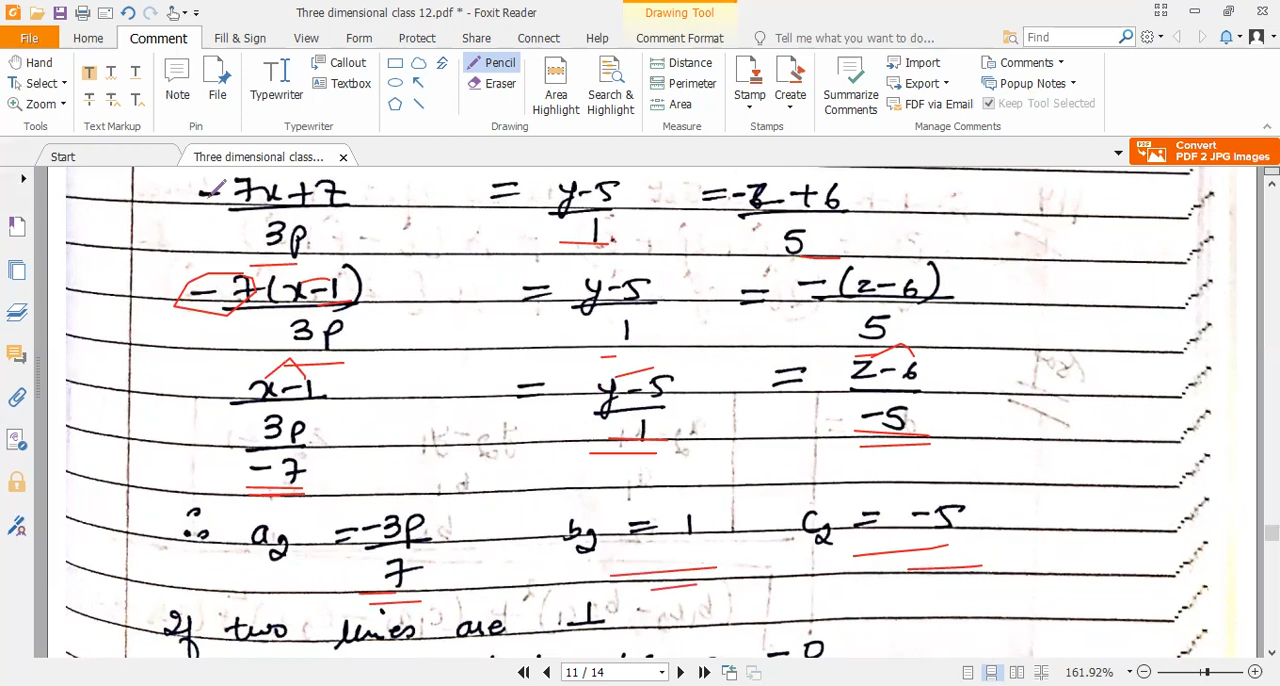 Three dimensional class 12.pdf * - Foxit Reader
Drawing Tool
File Home Comment Fill & Sign View Form Protect Share Connect Help Comment Format Tell me what you want to do... Find
Hand
Select
Zoom
Tools
T T T
T T T
Text Markup
Note
File
Pin
Typewriter
Callout
Textbox
Typewriter
Pencil
Eraser
Drawing
Area Highlight
Search & Highlight
Distance
Perimeter
Area
Measure
Stamp
Create
Stamps
Summarize Comments
Import
Export
FDF via Email
Comments
Popup Notes
Keep Tool Selected
Manage Comments
Start
Three dimensional class...
Convert
PDF 2 JPG Images
-7x+7 = y-5 = -z+6
3p 1 5
-7(x-1) = y-5 = -(z-6)
3p 1 5
x-1 = y-5 = z-6
3p 1 -5
-7
∴ a2 = -3p b2 = 1 c2 = -5
7
If two lines are ⊥
11 / 14
161.92%